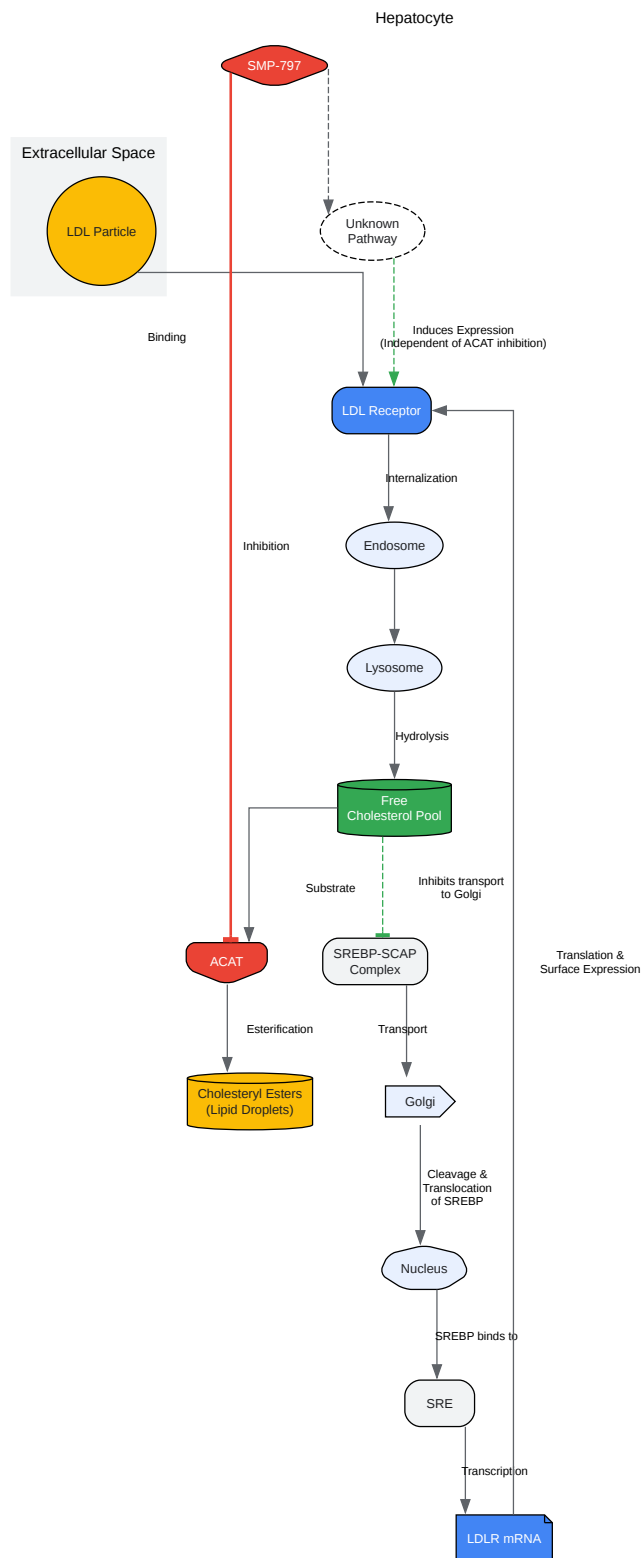 Hepatocyte
SMP-797
Extracellular Space
LDL Particle
Unknown
Pathway
Binding
Induces Expression
(Independent of ACAT inhibition)
LDL Receptor
Internalization
Inhibition
Endosome
Lysosome
Hydrolysis
Free
Cholesterol Pool
Substrate
Inhibits transport
to Golgi
ACAT
SREBP-SCAP
Complex
Translation &
Surface Expression
Esterification
Transport
Cholesteryl Esters
(Lipid Droplets)
Golgi
Cleavage &
Translocation
of SREBP
Nucleus
SREBP binds to
SRE
Transcription
LDLR mRNA